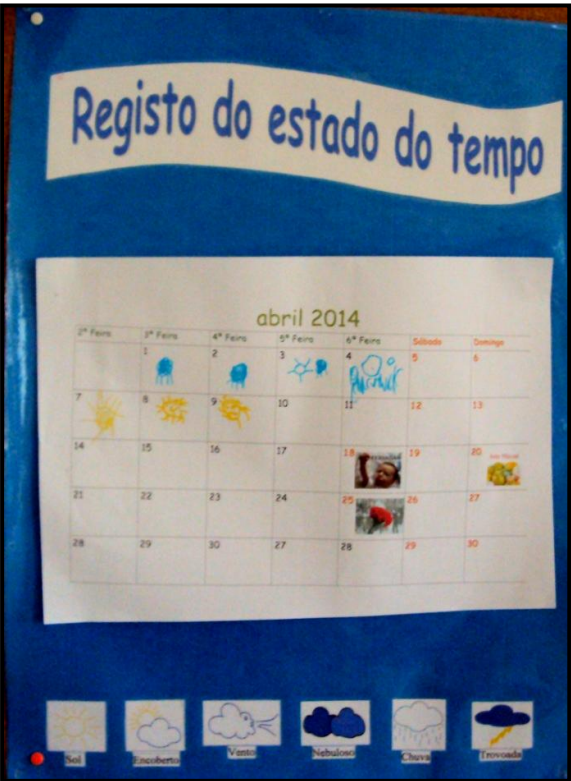 Registo do estado do tempo
abril 2014
2ª Feira 3ª Feira 4ª Feira 5ª Feira 6ª Feira Sábado Domingo
1 2 3 4 5 6
7 8 9 10 11 12 13
14 15 16 17 18 19 20
21 22 23 24 25 26 27
28 29 30 27 28 29 30
Sol Encoberto Vento Nebuloso Chuva Trovoada